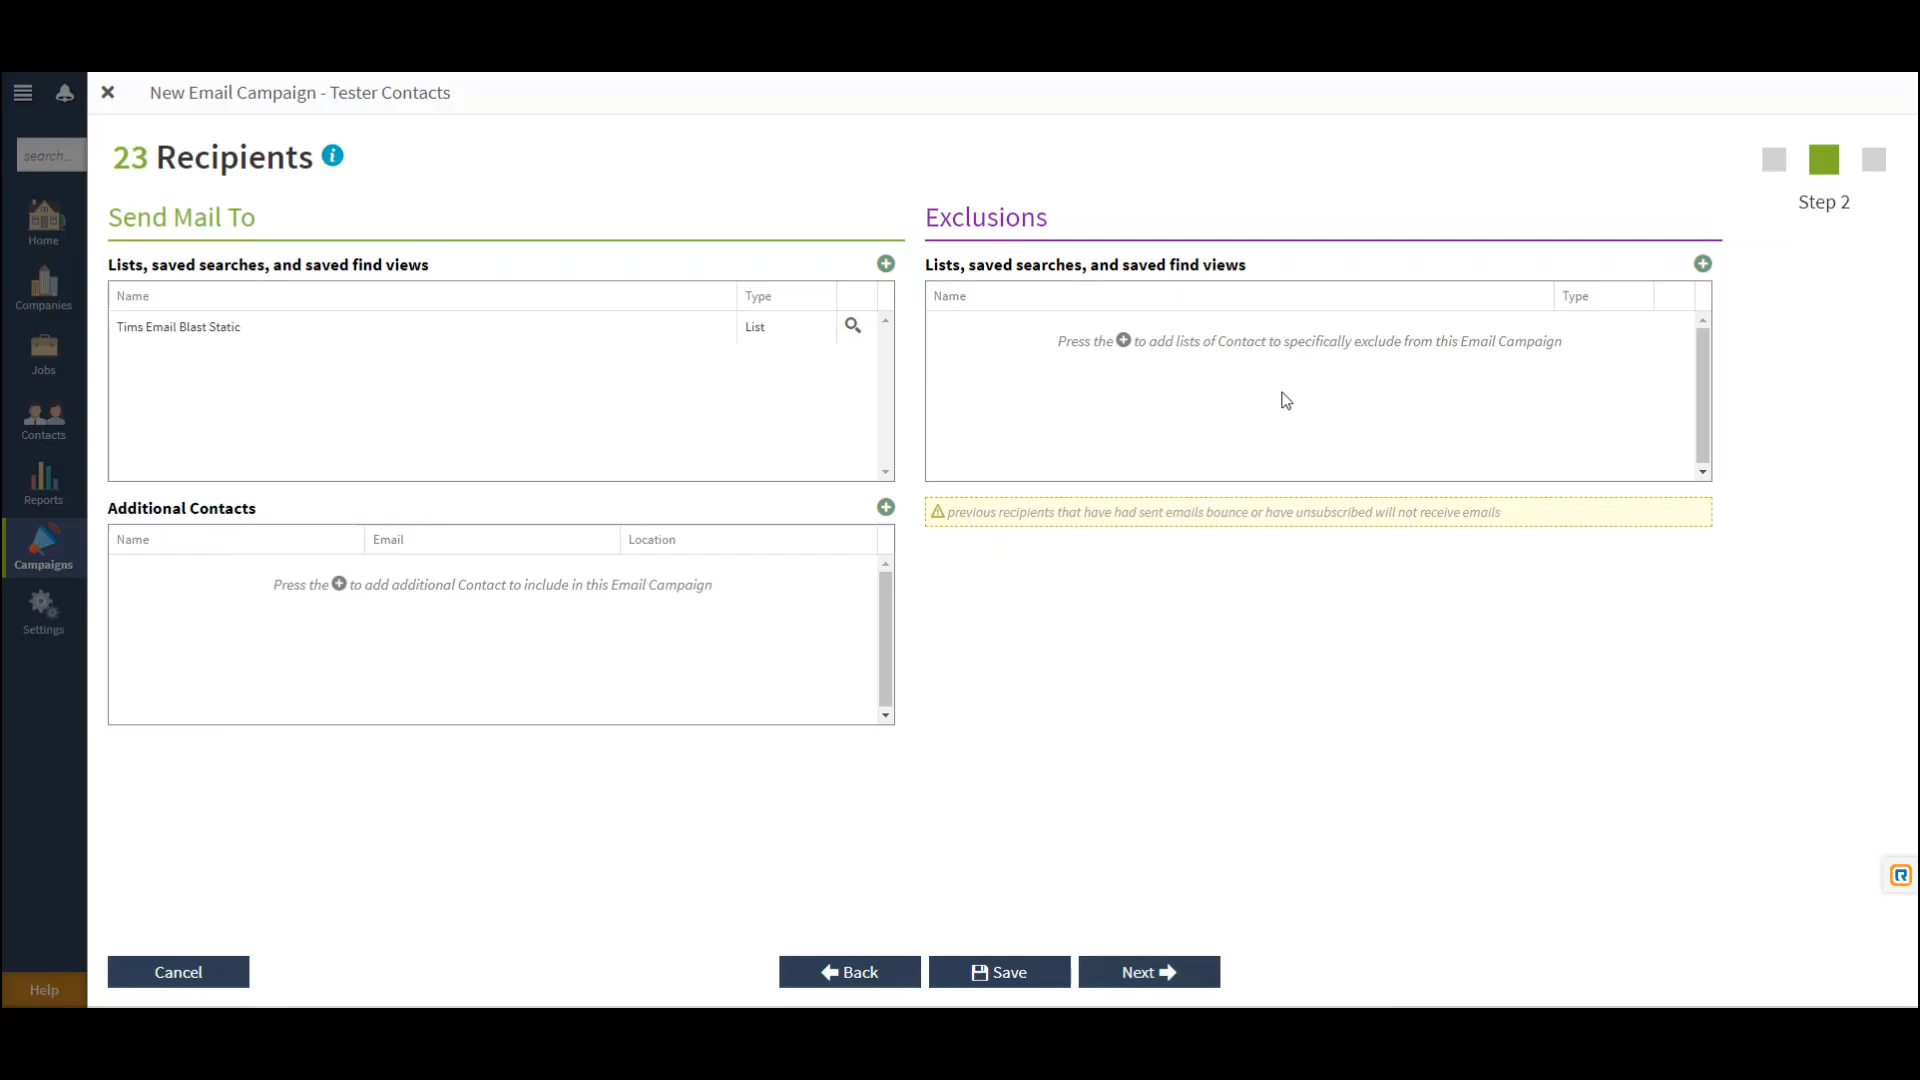 New Email Campaign - Tester Contacts
search...
23 Recipients
Step 2
Home
Companies
Jobs
Contacts
Reports
Campaigns
Settings
Help
Send Mail To
Lists, saved searches, and saved find views
Name Type
Tims Email Blast Static List
Additional Contacts
Name Email Location
Press the to add additional Contact to include in this Email Campaign
Exclusions
Lists, saved searches, and saved find views
Name Type
Press the to add lists of Contact to specifically exclude from this Email Campaign
previous recipients that have had sent emails bounce or have unsubscribed will not receive emails
Cancel
Back
Save
Next